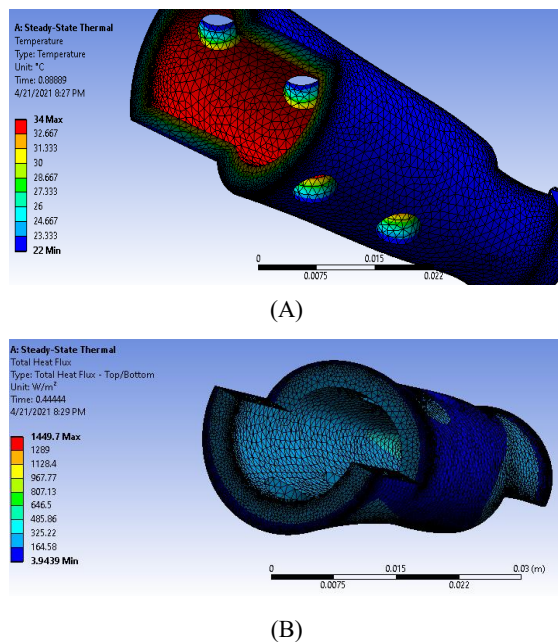 A: Steady-State Thermal
Temperature
Type: Temperature
Unit: °C
Time: 0.88889
4/21/2021 8:27 PM
34 Max
32.667
31.333
30
28.667
27.333
26
24.667
23.333
22 Min
0
0.015
0.0075
0.022
(A)
A: Steady-State Thermal
Total Heat Flux
Type: Total Heat Flux - Top/Bottom
Unit: W/m²
Time: 0.44444
4/21/2021 8:29 PM
1449.7 Max
1289
1128.4
967.77
807.13
646.5
485.86
325.22
164.58
3.9439 Min
0
0.015
0.03 (m)
0.0075
0.022
(B)